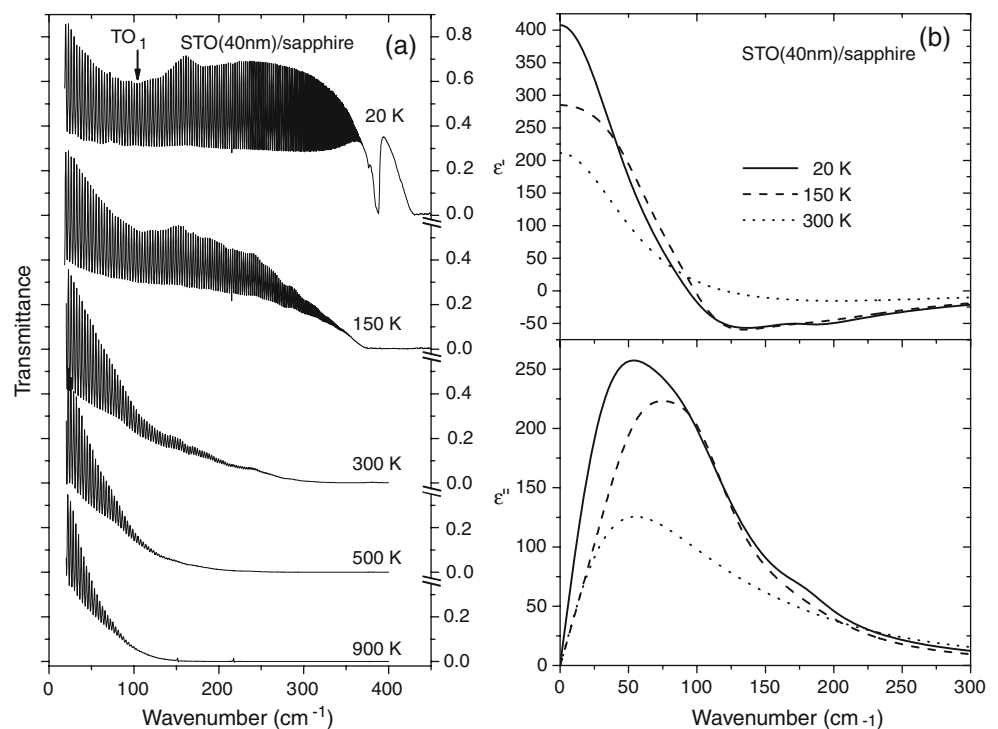 (a)
TO1
STO(40nm)/sapphire
0.8
0.6
0.4
0.2
0.0
20 K
0.4
0.2
0.0
150 K
0.4
0.2
0.0
300 K
0.2
0.0
500 K
0.2
0.0
900 K
Transmittance
0 100 200 300 400
Wavenumber (cm-1)
(b)
STO(40nm)/sapphire
400
350
300
250
200
150
100
50
0
-50
ε'
20 K
150 K
300 K
250
200
150
100
50
0
ε"
0 50 100 150 200 250 300
Wavenumber (cm-1)